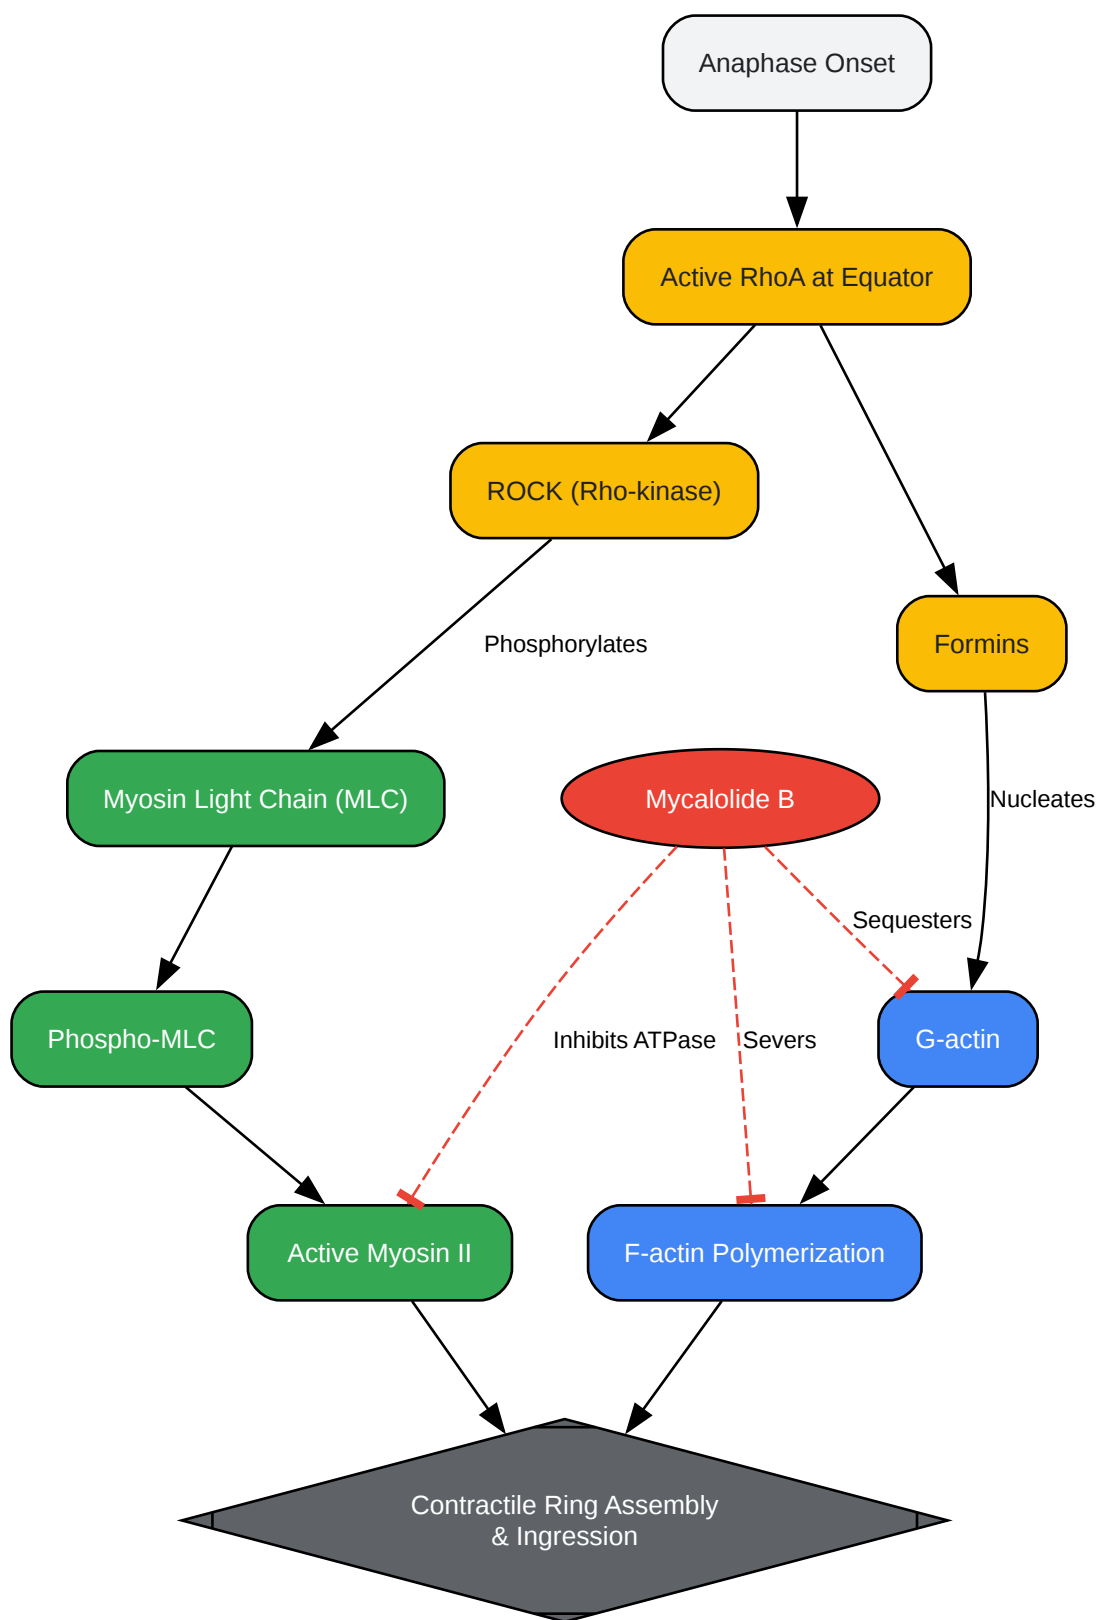 Anaphase Onset
Active RhoA at Equator
ROCK (Rho-kinase)
Phosphorylates
Formins
Myosin Light Chain (MLC)
Mycalolide B
Nucleates
Sequesters
Phospho-MLC
Inhibits ATPase
Severs
G-actin
Active Myosin II
F-actin Polymerization
Contractile Ring Assembly
& Ingression